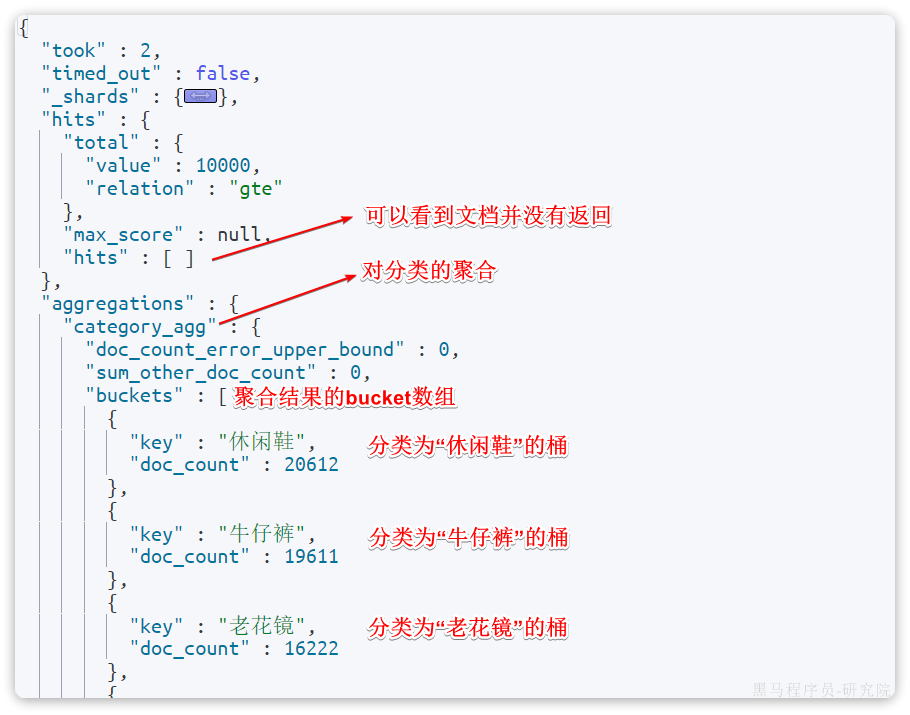 {
"took" : 2,
"timed_out" : false,
"_shards" : {},
"hits" : {
"total" : {
"value" : 10000,
"relation" : "gte"
},
可以看到文档并没有返回
"max_score" : null,
"hits" : [ ]
对分类的聚合
},
"aggregations" : {
"category_agg" : {
"doc_count_error_upper_bound" : 0,
"sum_other_doc_count" : 0,
"buckets" : [ 聚合结果的bucket数组
{
"key" : "休闲鞋", 分类为“休闲鞋”的桶
"doc_count" : 20612
},
{
"key" : "牛仔裤", 分类为“牛仔裤”的桶
"doc_count" : 19611
},
{
"key" : "老花镜", 分类为“老花镜”的桶
"doc_count" : 16222
},
{
黑马程序员-研究院